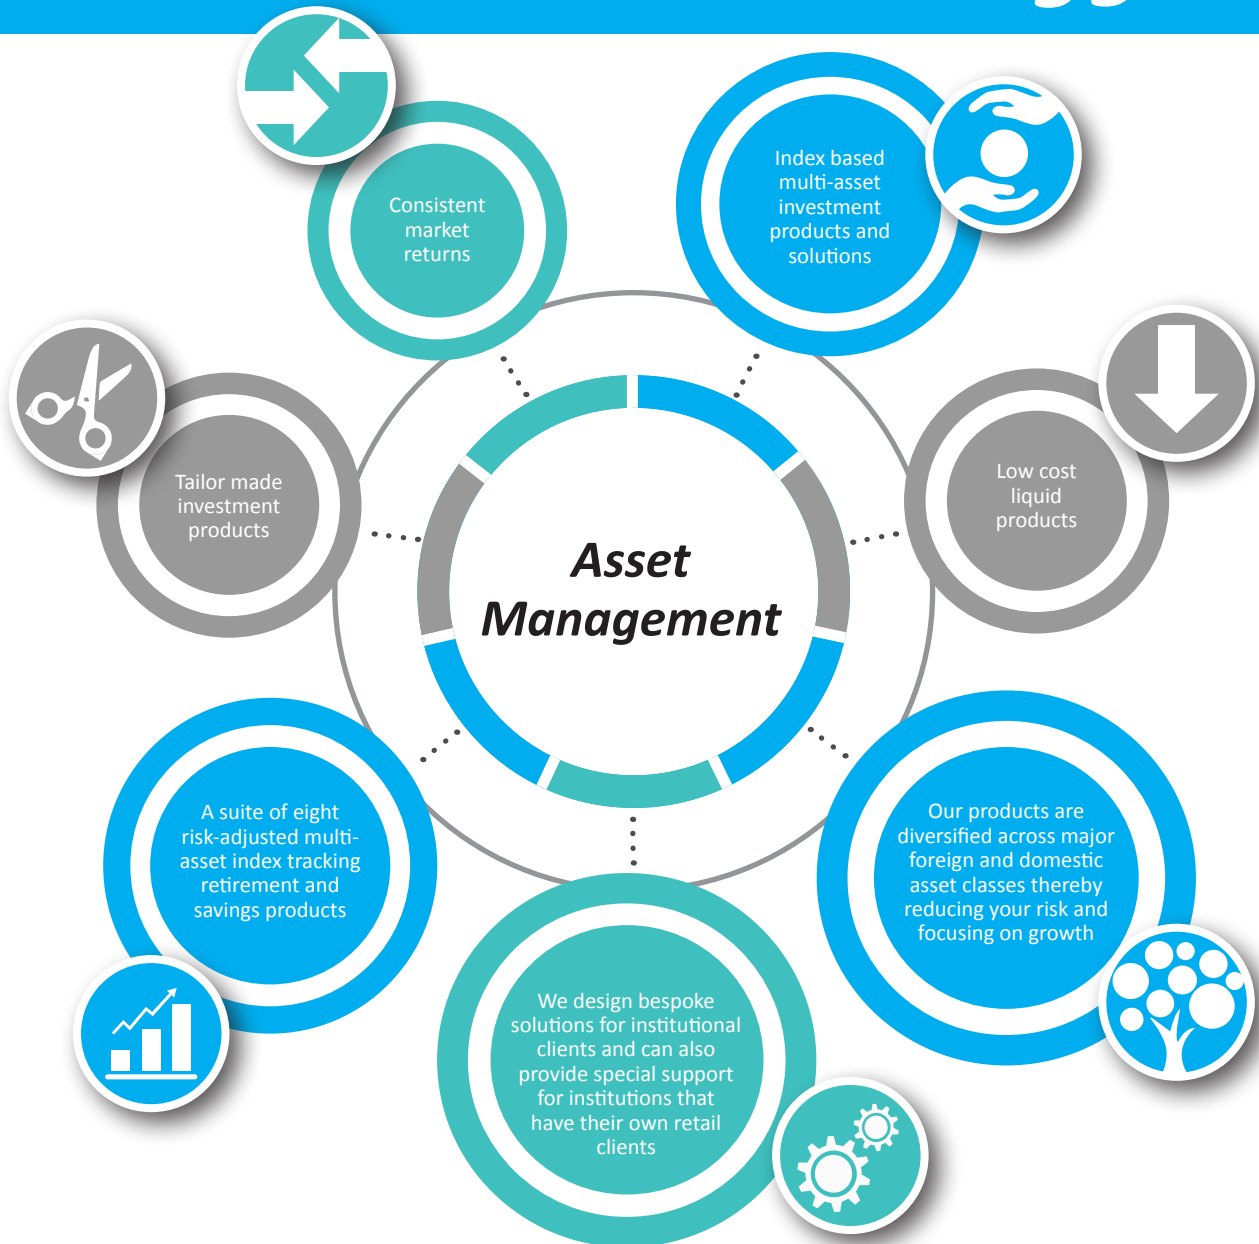 Consistent
market
returns
Index based
multi-asset
investment
products and
solutions
Tailor made
investment
products
Low cost
liquid
products
Asset
Management
A suite of eight
risk-adjusted multi-
asset index tracking
retirement and
savings products
Our products are
diversified across major
foreign and domestic
asset classes thereby
reducing your risk and
focusing on growth
We design bespoke
solutions for institutional
clients and can also
provide special support
for institutions that
have their own retail
clients